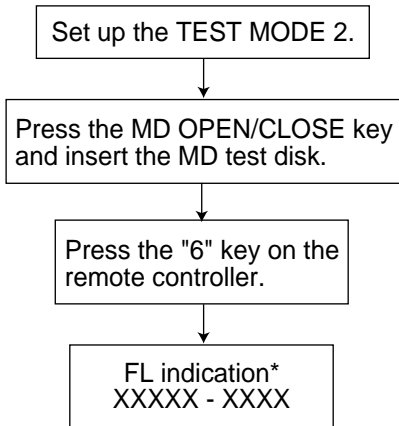 Set up the TEST MODE 2.
Press the MD OPEN/CLOSE key
and insert the MD test disk.
Press the "6" key on the
remote controller.
FL indication*
XXXXX - XXXX